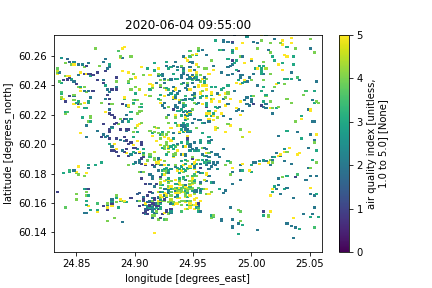 2020-06-04 09:55:00
60.26
60.24
60.22
60.20
60.18
60.16
60.14
latitude [degrees_north]
24.85 24.90 24.95 25.00 25.05
longitude [degrees_east]
5
4
3
2
1
0
air quality index [unitless,
1.0 to 5.0] [None]